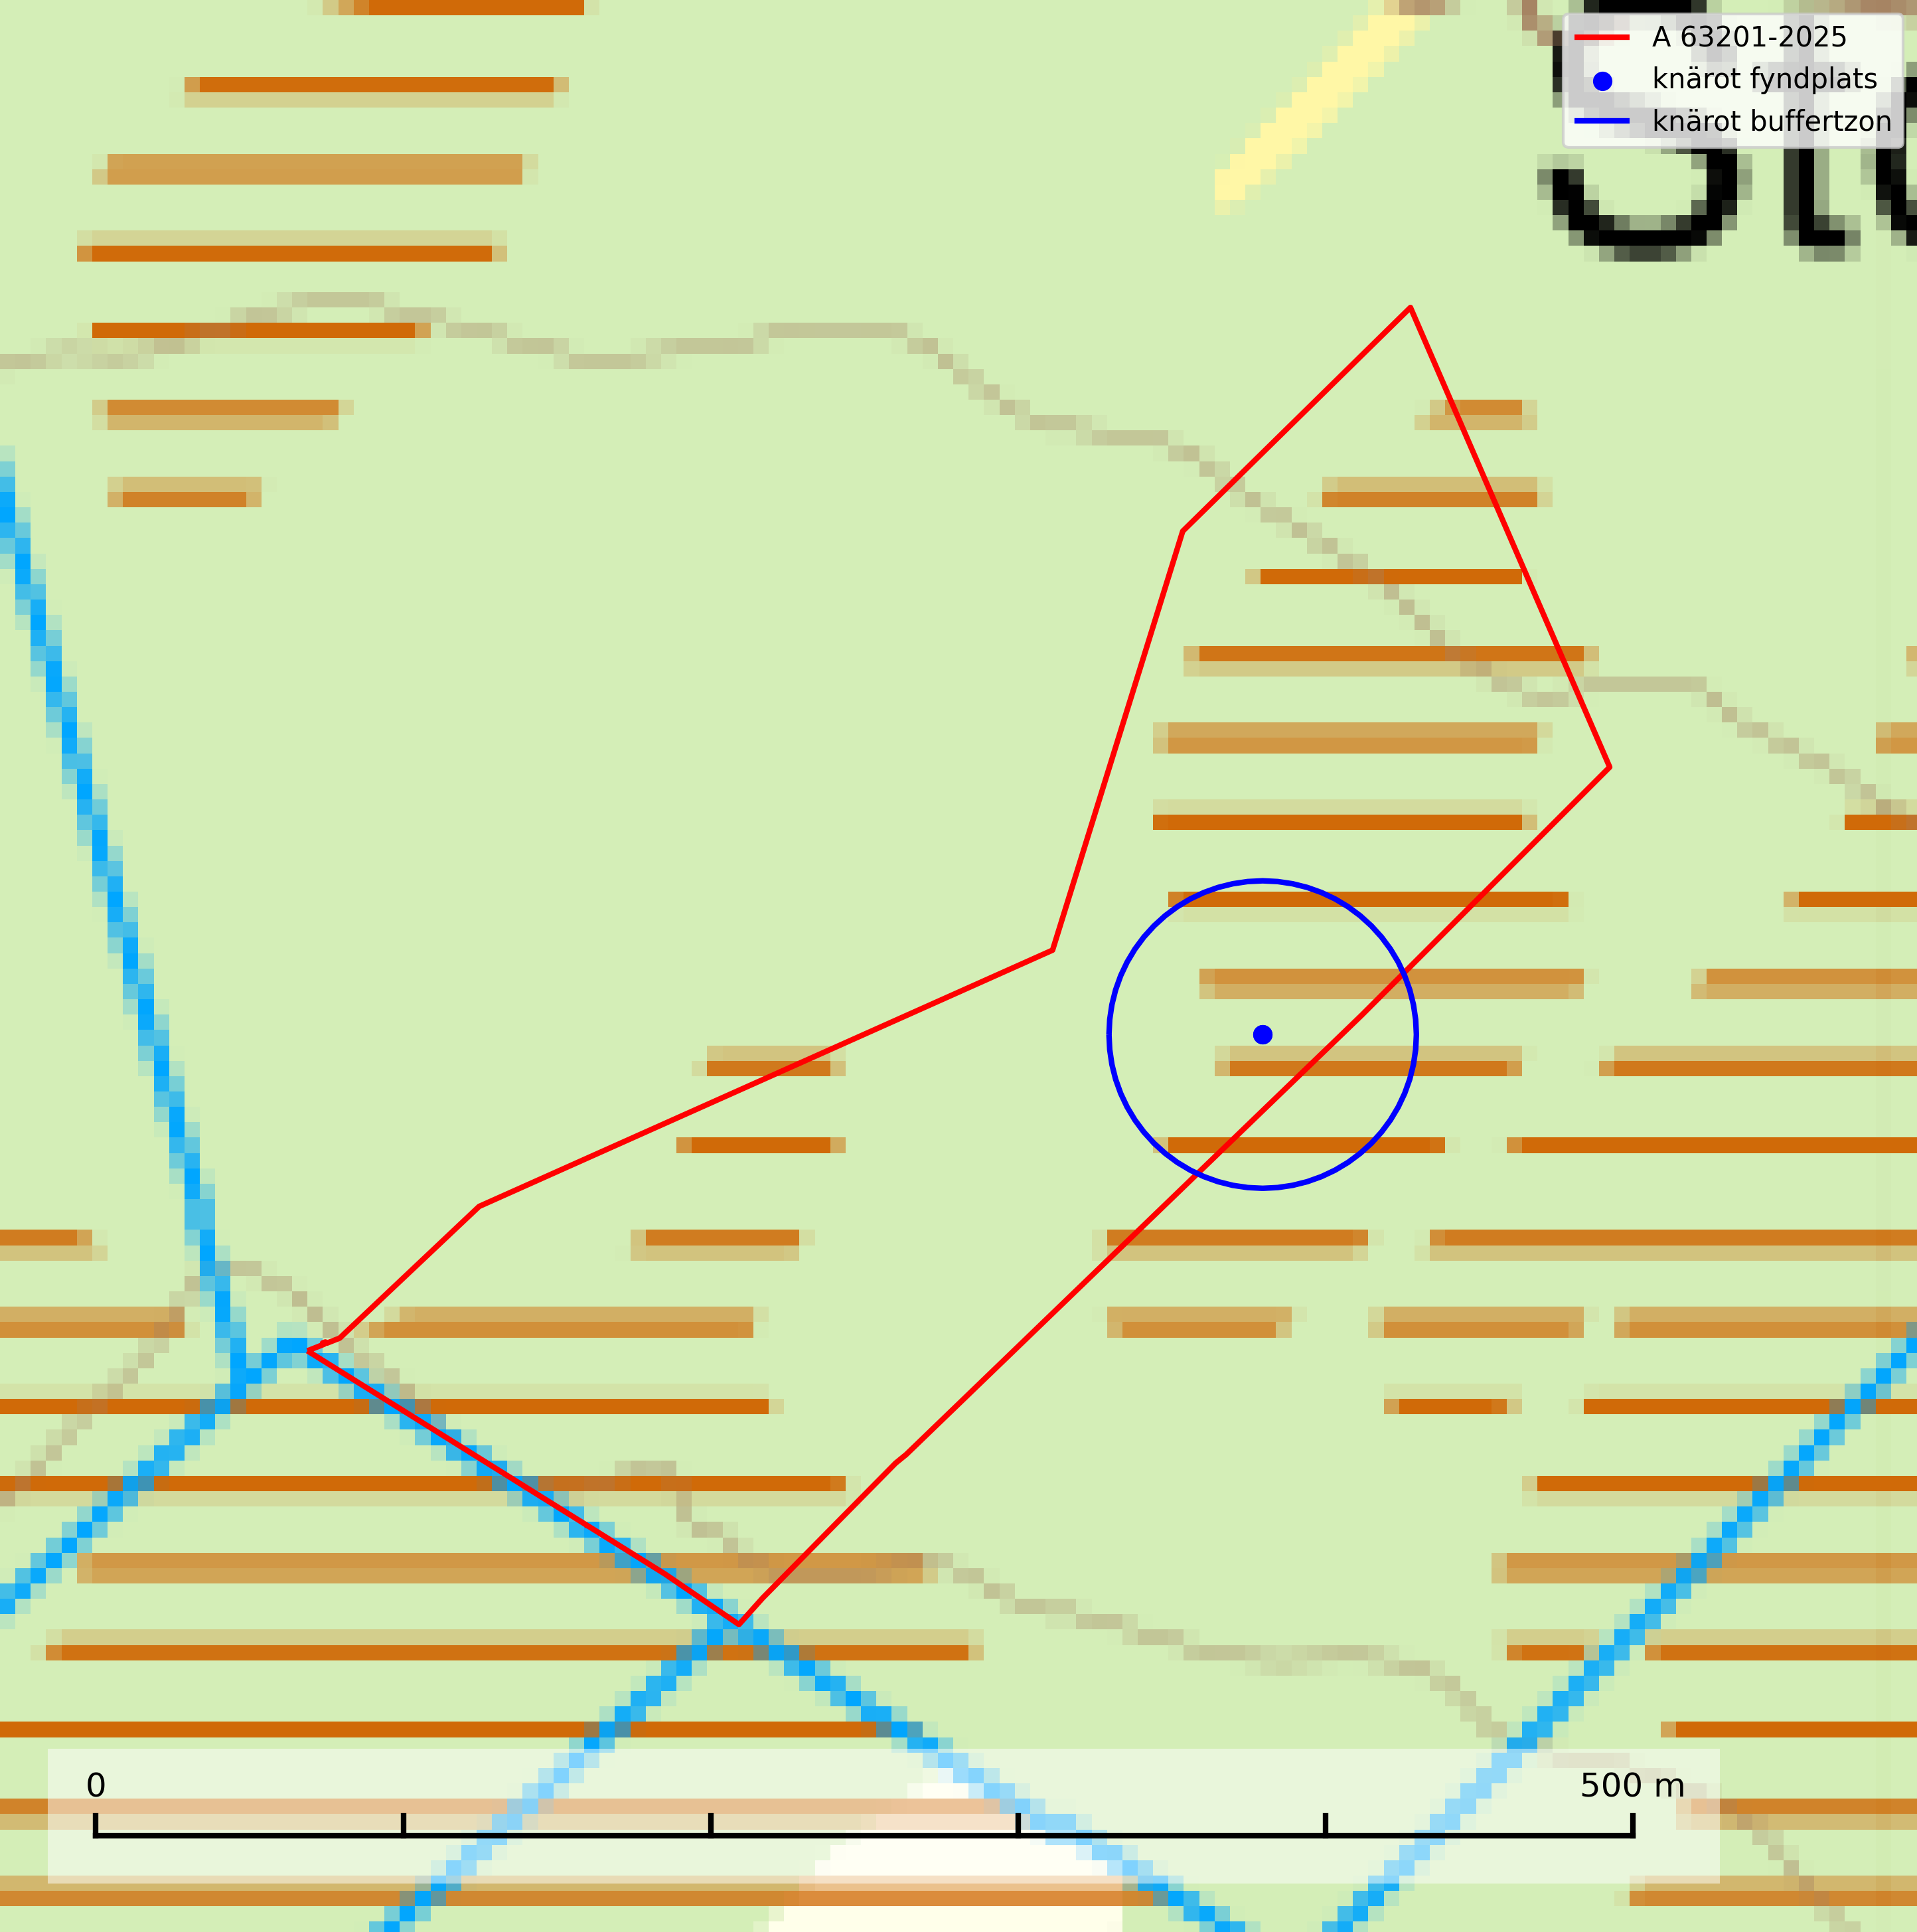 A 63201-2025
knärot fyndplats
knärot buffertzon
0 500 m